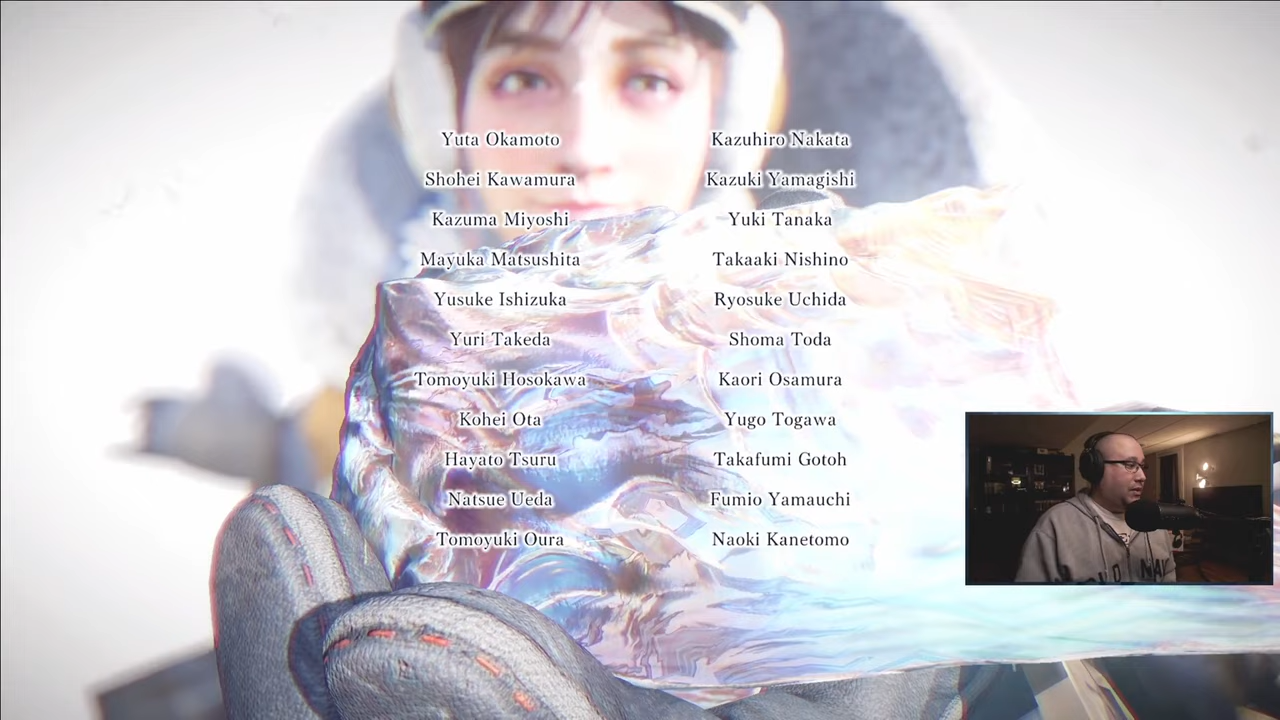 Yuta Okamoto Kazuhiro Nakata
Shohei Kawamura Kazuki Yamagishi
Kazuma Miyoshi Yuki Tanaka
Mayuka Matsushita Takaaki Nishino
Yusuke Ishizuka Ryosuke Uchida
Yuri Takeda Shoma Toda
Tomoyuki Hosokawa Kaori Osamura
Kohei Ota Yugo Togawa
Hayato Tsuru Takafumi Gotoh
Natsue Ueda Fumio Yamauchi
Tomoyuki Oura Naoki Kanetomo